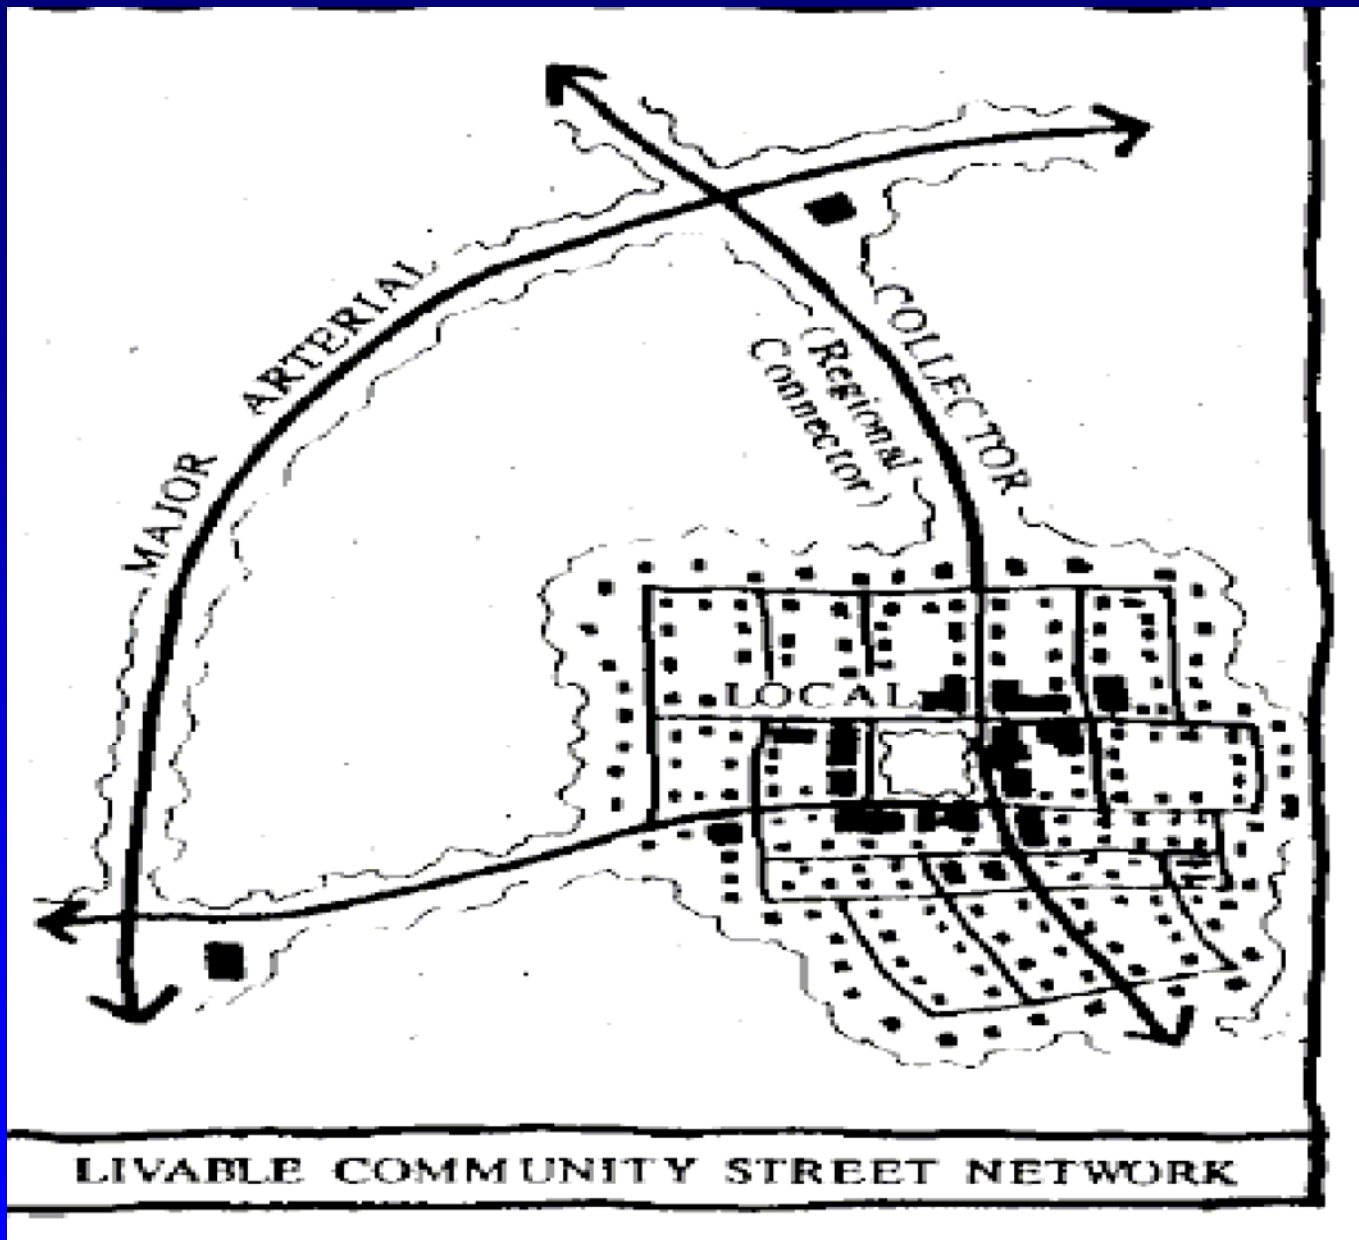 MAJOR ARTERIAL
COLLECTOR
(Regional
Connector)
LOCAL
LIVABLE COMMUNITY STREET NETWORK